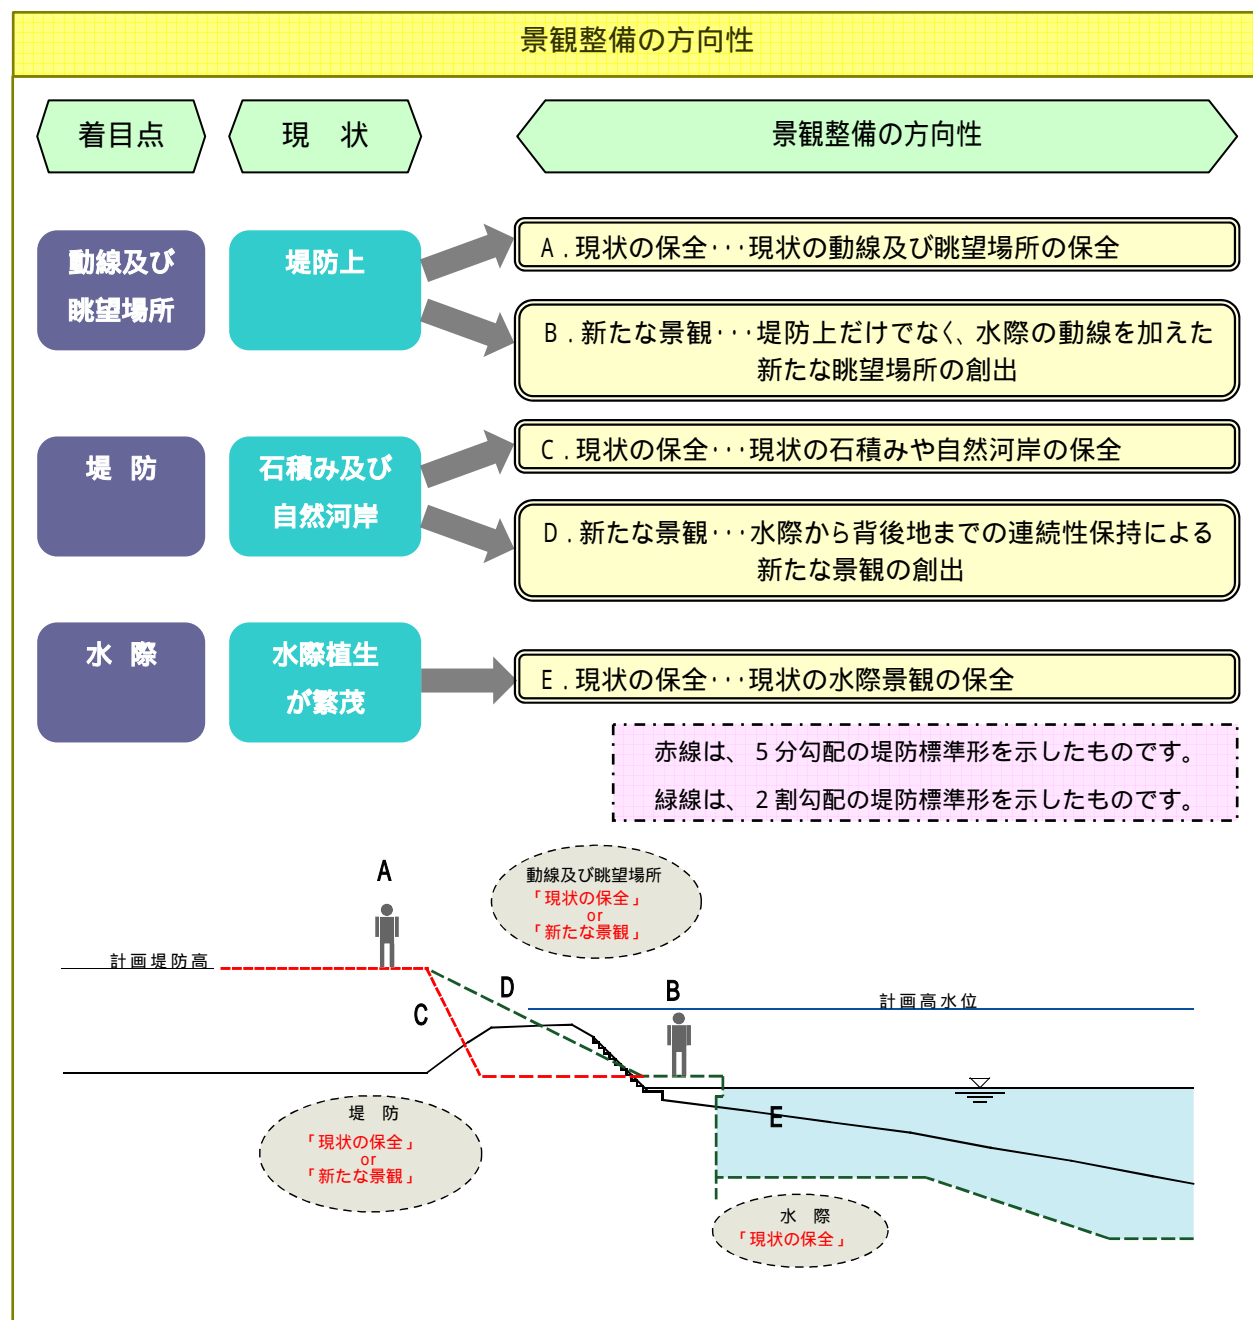 景観整備の方向性
着目点
現　状
景観整備の方向性
動線及び
眺望場所
堤防上
A．現状の保全･･･現状の動線及び眺望場所の保全
B．新たな景観･･･堤防上だけでなく、水際の動線を加えた
新たな眺望場所の創出
堤　防
石積み及び
自然河岸
C．現状の保全･･･現状の石積みや自然河岸の保全
D．新たな景観･･･水際から背後地までの連続性保持による
新たな景観の創出
水　際
水際植生
が繁茂
E．現状の保全･･･現状の水際景観の保全
赤線は、５分勾配の堤防標準形を示したものです。
緑線は、２割勾配の堤防標準形を示したものです。
A
動線及び眺望場所
「現状の保全」
or
「新たな景観」
計画堤防高
D
B
計画高水位
C
堤　防
「現状の保全」
or
「新たな景観」
E
水　際
「現状の保全」